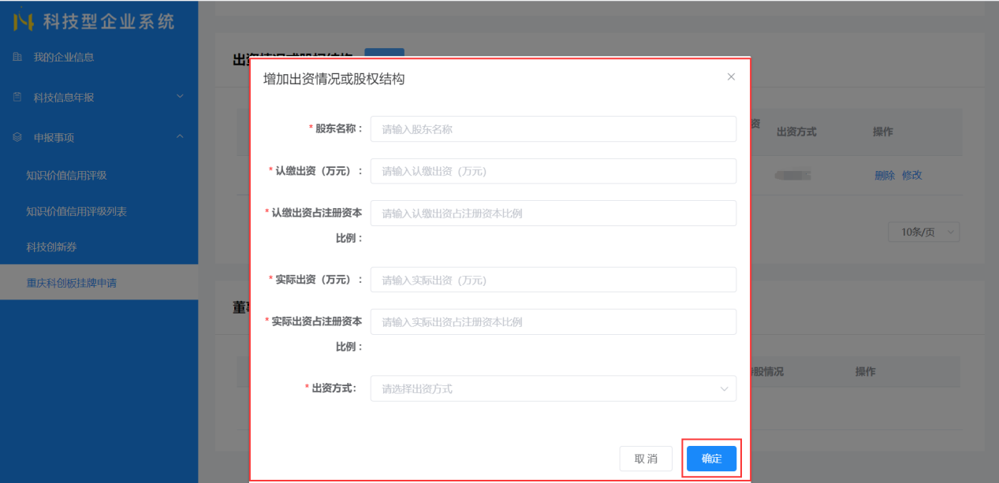 科技型企业系统
我的企业信息
科技信息年报
申报事项
知识价值信用评级
知识价值信用评级列表
科技创新券
重庆科创板挂牌申请
增加出资情况或股权结构
* 股东名称： 请输入股东名称
* 认缴出资（万元）： 请输入认缴出资（万元）
* 认缴出资占注册资本 请输入认缴出资占注册资本比例
比例：
* 实际出资（万元）： 请输入实际出资（万元）
* 实际出资占注册资本 请输入实际出资占注册资本比例
比例：
* 出资方式： 请选择出资方式
取消 确定
资 出资方式 操作
删除 修改
10条/页
股情况 操作